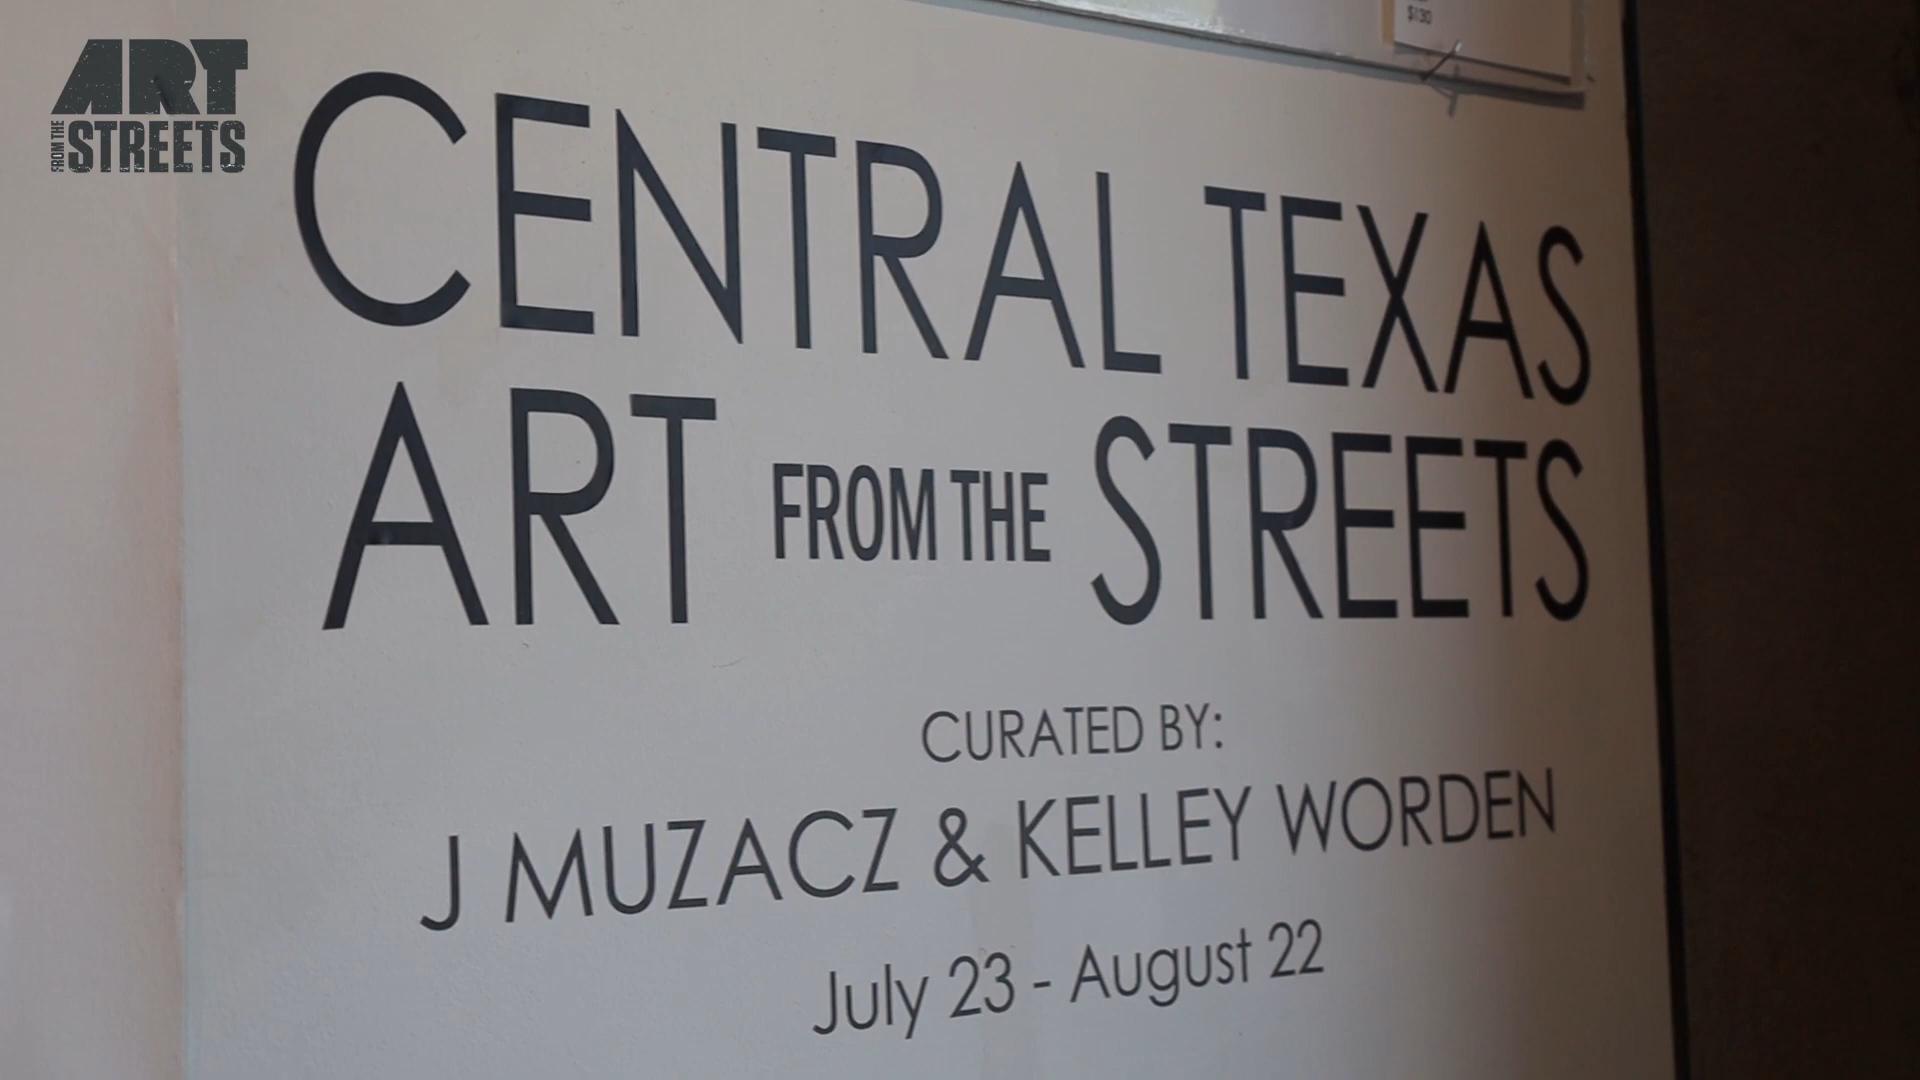 ART
FROM THE
STREETS
$130
CENTRAL TEXAS
ART FROM THE STREETS
CURATED BY:
J MUZACZ & KELLEY WORDEN
July 23 - August 22